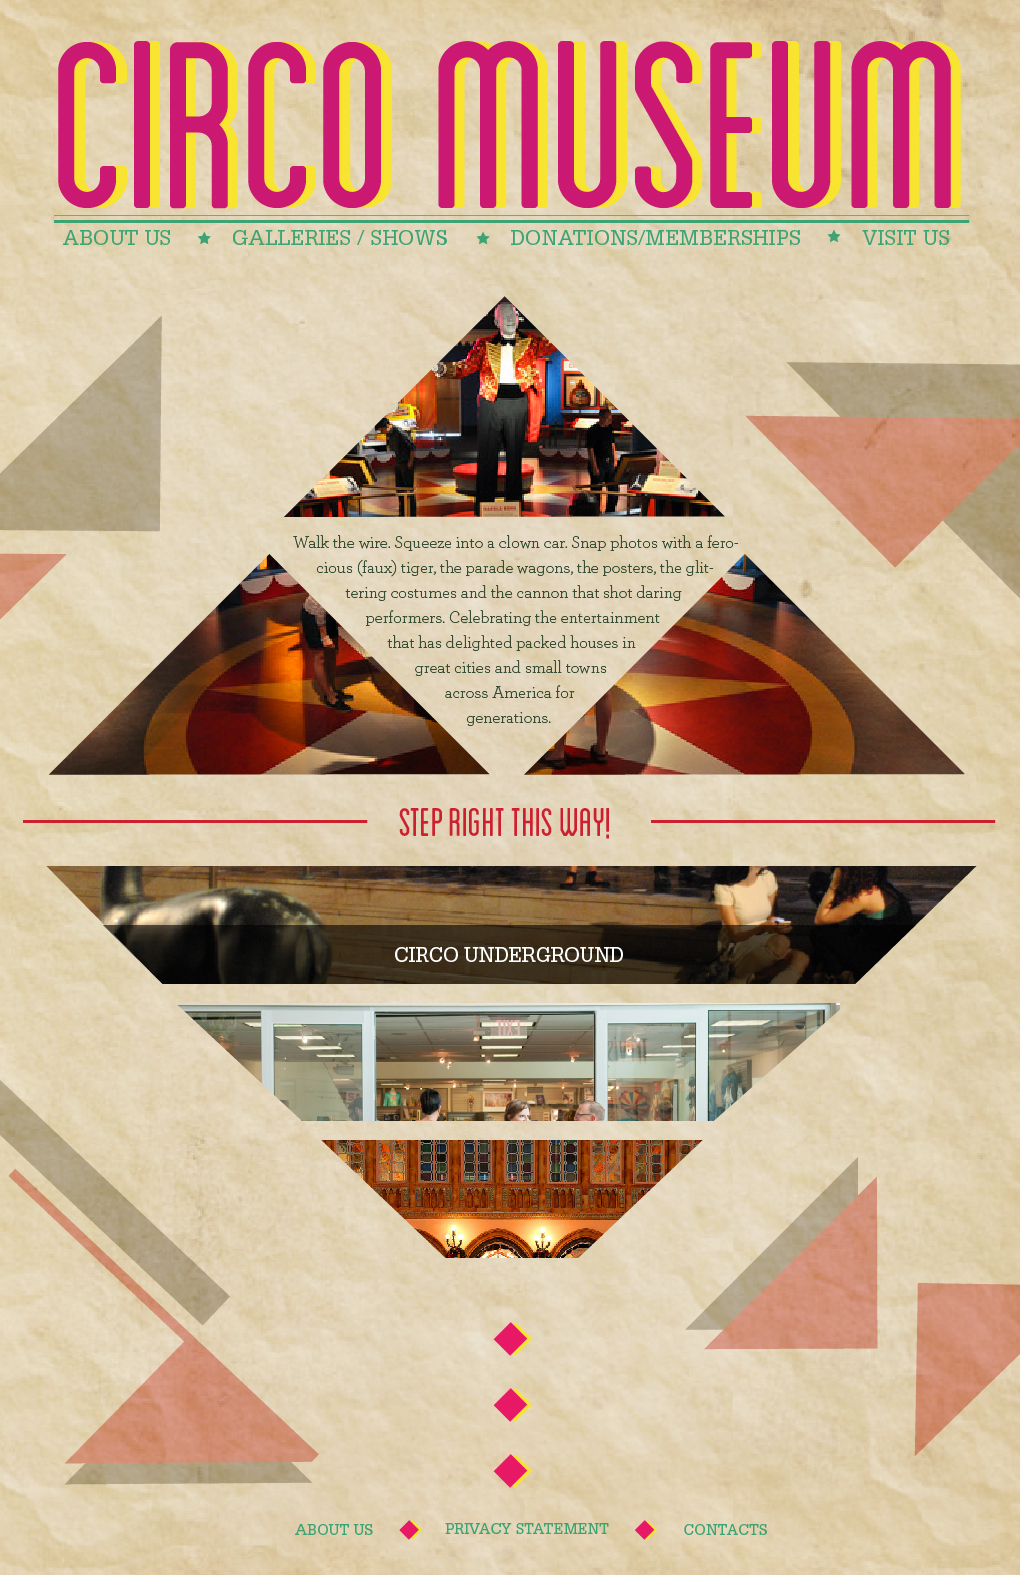 CIRCO MUSEUM
ABOUT US ★ GALLERIES / SHOWS ★ DONATIONS/MEMBERSHIPS ★ VISIT US
Walk the wire. Squeeze into a clown car. Snap photos with a fero-
cious (faux) tiger, the parade wagons, the posters, the glit-
tering costumes and the cannon that shot daring
performers. Celebrating the entertainment
that has delighted packed houses in
great cities and small towns
across America for
generations.
STEP RIGHT THIS WAY!
CIRCO UNDERGROUND
ABOUT US PRIVACY STATEMENT CONTACTS